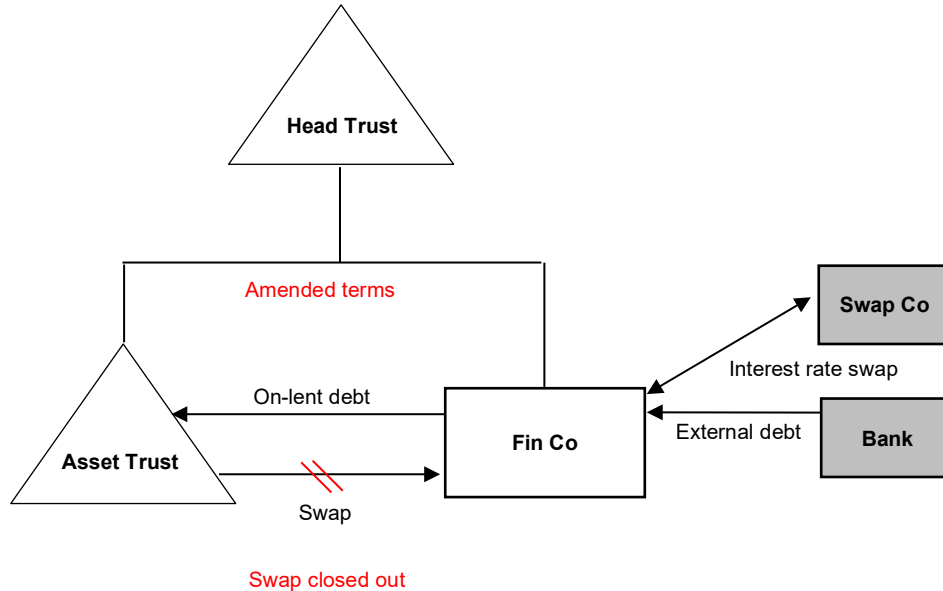 Head Trust
Amended terms
Swap Co
Interest rate swap
On-lent debt
External debt
Bank
Fin Co
Asset Trust
Swap
Swap closed out